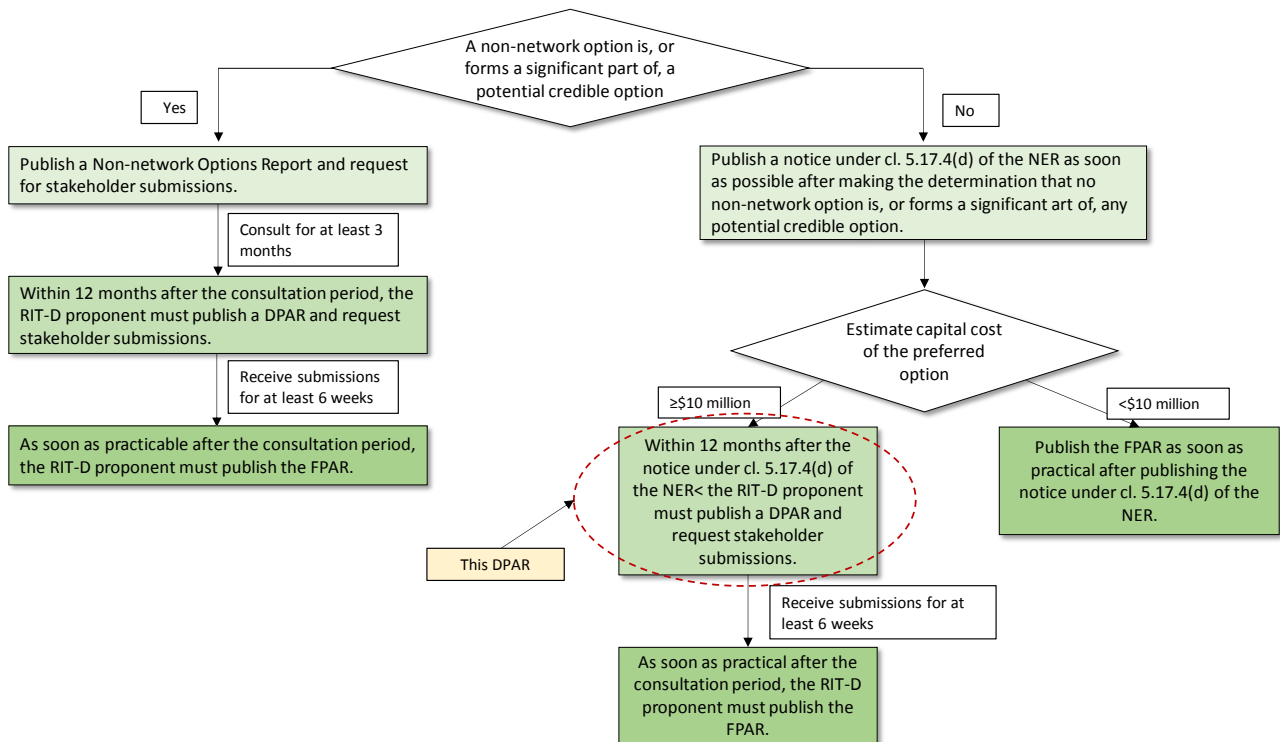 A non-network option is, or
forms a significant part of, a
potential credible option
Yes
No
Publish a Non-network Options Report and request
for stakeholder submissions.
Consult for at least 3
months
Within 12 months after the consultation period, the
RIT-D proponent must publish a DPAR and request
stakeholder submissions.
Receive submissions
for at least 6 weeks
As soon as practicable after the consultation period,
the RIT-D proponent must publish the FPAR.
Publish a notice under cl. 5.17.4(d) of the NER as soon
as possible after making the determination that no
non-network option is, or forms a significant art of, any
potential credible option.
Estimate capital cost
of the preferred
option
≥$10 million
<$10 million
Within 12 months after the
notice under cl. 5.17.4(d) of
the NER< the RIT-D proponent
must publish a DPAR and
request stakeholder
submissions.
This DPAR
Publish the FPAR as soon as
practical after publishing the
notice under cl. 5.17.4(d) of the
NER.
Receive submissions for at
least 6 weeks
As soon as practical after the
consultation period, the RIT-D
proponent must publish the
FPAR.